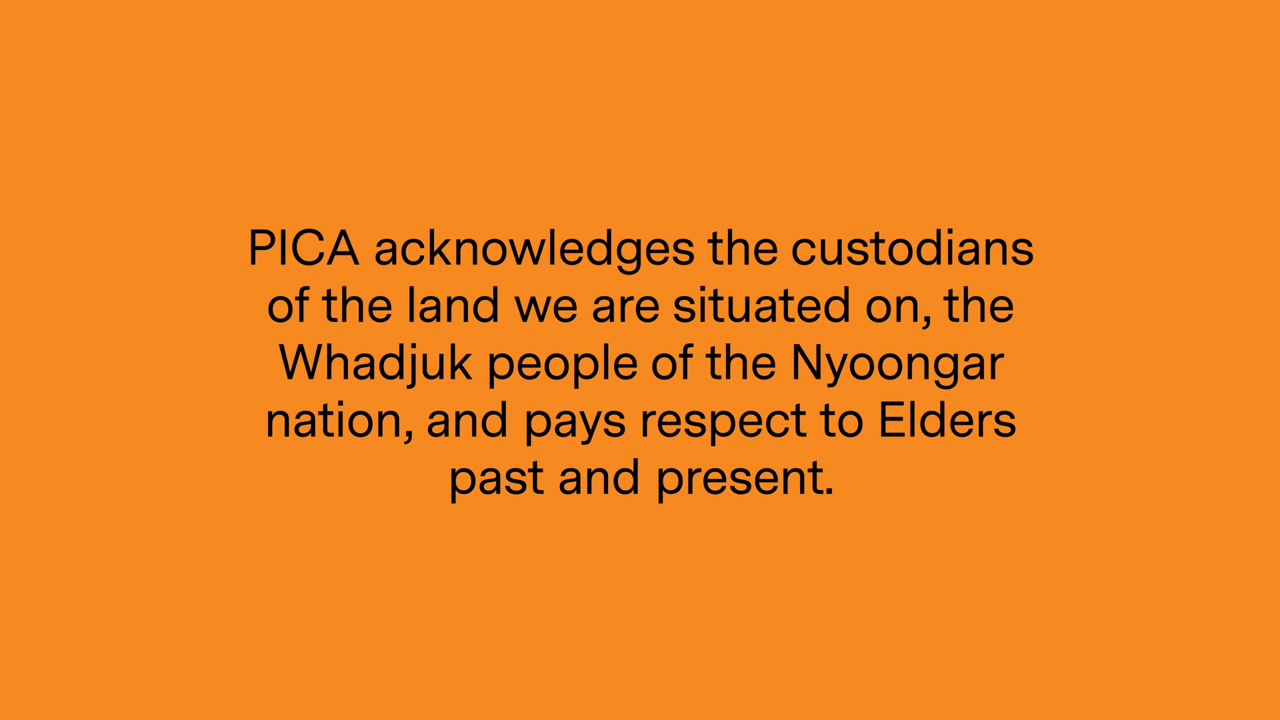 PICA acknowledges the custodians
of the land we are situated on, the
Whadjuk people of the Nyoongar
nation, and pays respect to Elders
past and present.